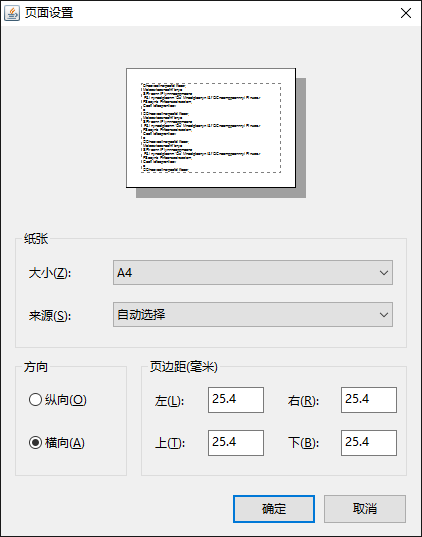 页面设置
纸张
大小(Z): A4
来源(S): 自动选择
方向
纵向(O)
横向(A)
页边距(毫米)
左(L): 25.4 右(R): 25.4
上(T): 25.4 下(B): 25.4
确定 取消